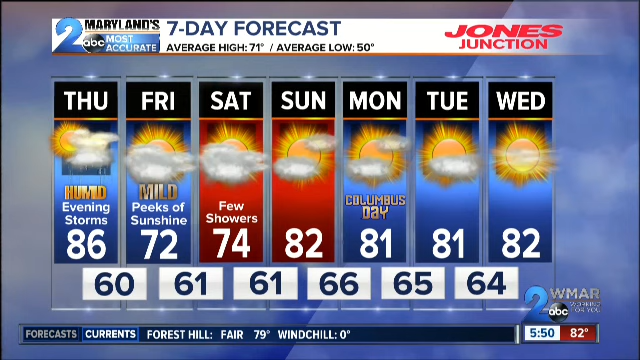 2
abc
MARYLAND'S
MOST
ACCURATE
7-DAY FORECAST
AVERAGE HIGH: 71° / AVERAGE LOW: 50°
JONES
JUNCTION
THU FRI SAT SUN MON TUE WED
HUMID
Evening
Storms
86
MILD
Peeks of
Sunshine
72
Few
Showers
74
82
COLUMBUS
DAY
81
81
82
60 61 61 66 65 64
2
abc
WMAR
WORKING
FOR YOU
FORECASTS CURRENTS FOREST HILL: FAIR 79° WINDCHILL: 0° 5:50 82°